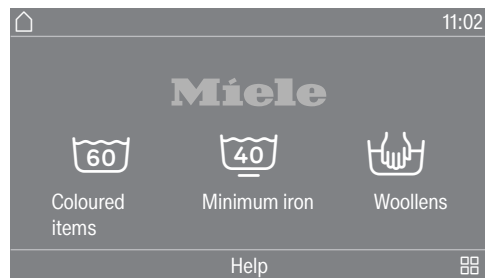 11:02
Miele
60
40
Coloured
items
Minimum iron
Woollens
Help